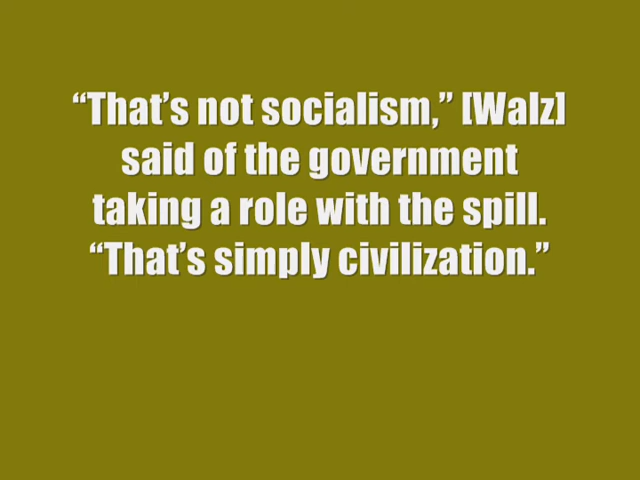 “That’s not socialism,” [Walz]
said of the government
taking a role with the spill.
“That’s simply civilization.”